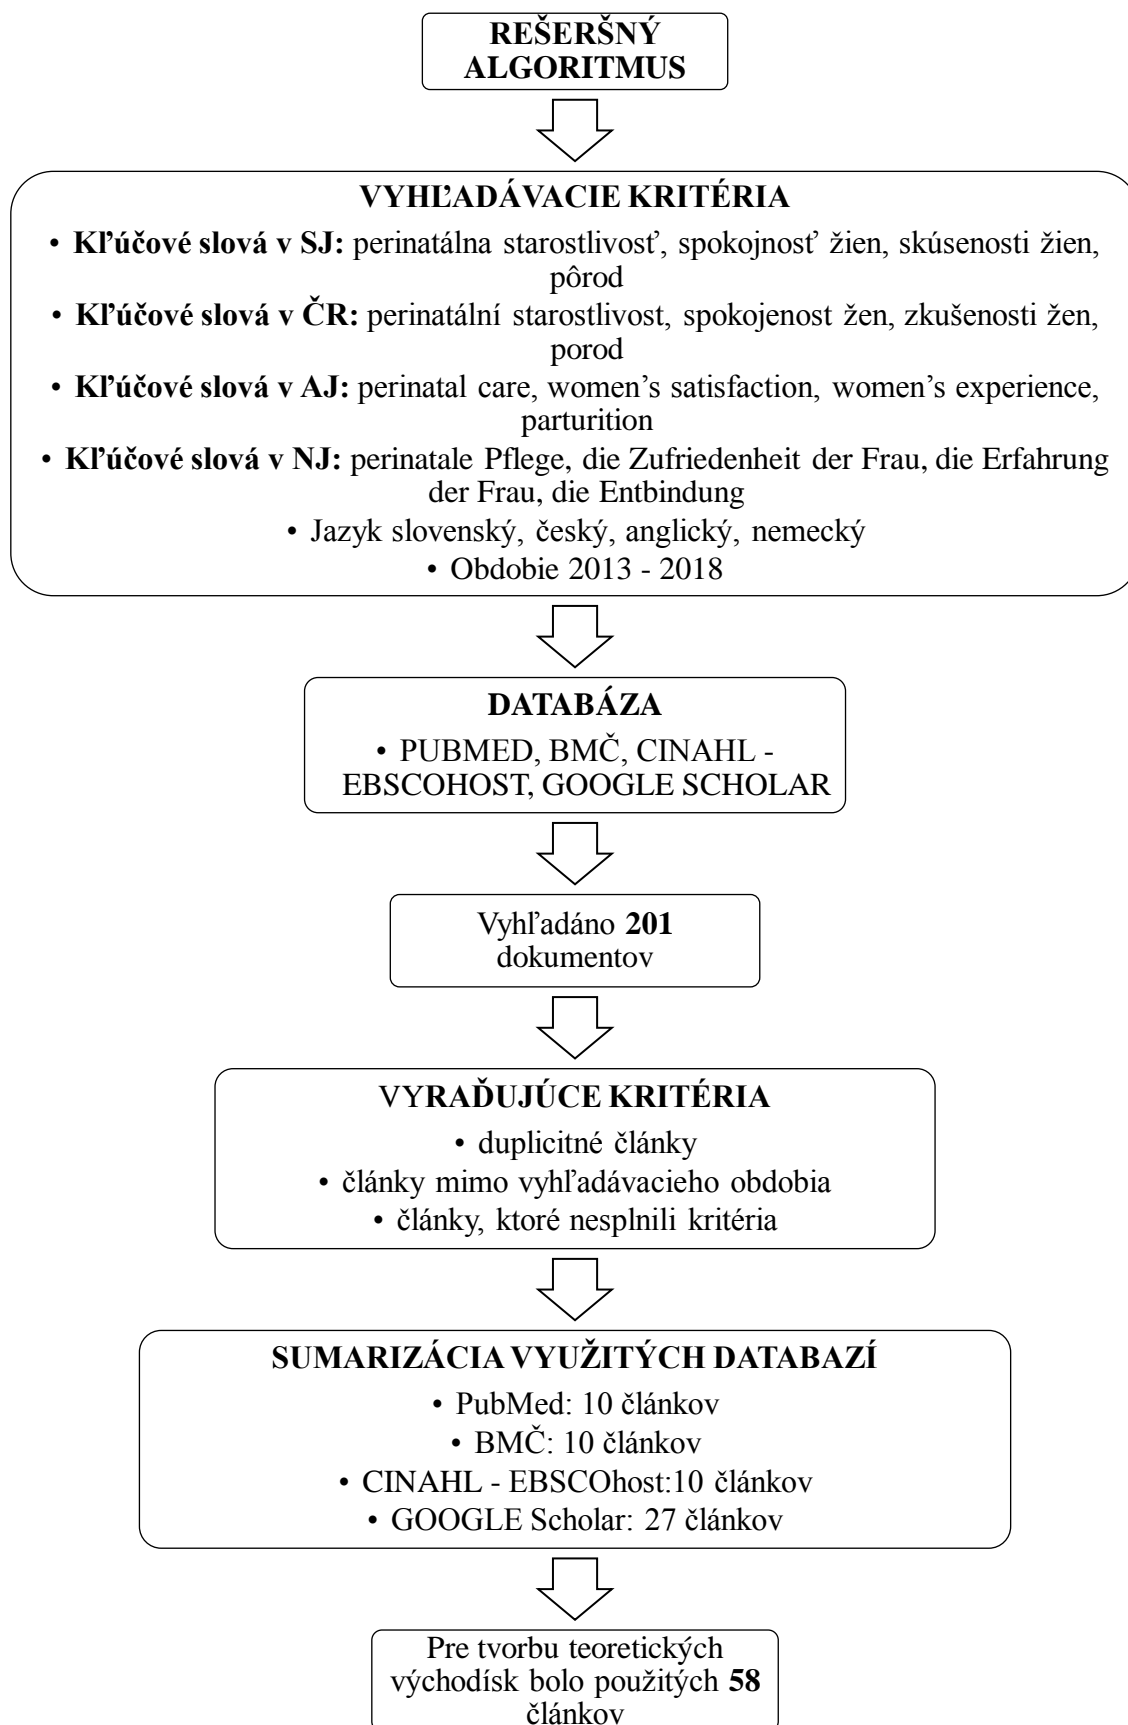 REŠERŠNÝ
ALGORITMUS
VYHĽADÁVACIE KRITÉRIA
• Kľúčové slová v SJ: perinatálna starostlivosť, spokojnosť žien, skúsenosti žien,
pôrod
• Kľúčové slová v ČR: perinatální starostlivost, spokojenost žen, zkušenosti žen,
porod
• Kľúčové slová v AJ: perinatal care, women’s satisfaction, women’s experience,
parturition
• Kľúčové slová v NJ: perinatale Pflege, die Zufriedenheit der Frau, die Erfahrung
der Frau, die Entbindung
• Jazyk slovenský, český, anglický, nemecký
• Obdobie 2013 - 2018
DATABÁZA
• PUBMED, BMČ, CINAHL -
EBSCOHOST, GOOGLE SCHOLAR
Vyhľadáno 201
dokumentov
VYRAĎUJÚCE KRITÉRIA
• duplicitné články
• články mimo vyhľadávacieho obdobia
• články, ktoré nesplnili kritéria
SUMARIZÁCIA VYUŽITÝCH DATABAZÍ
• PubMed: 10 článkov
• BMČ: 10 článkov
• CINAHL - EBSCOhost:10 článkov
• GOOGLE Scholar: 27 článkov
Pre tvorbu teoretických
východísk bolo použitých 58
článkov